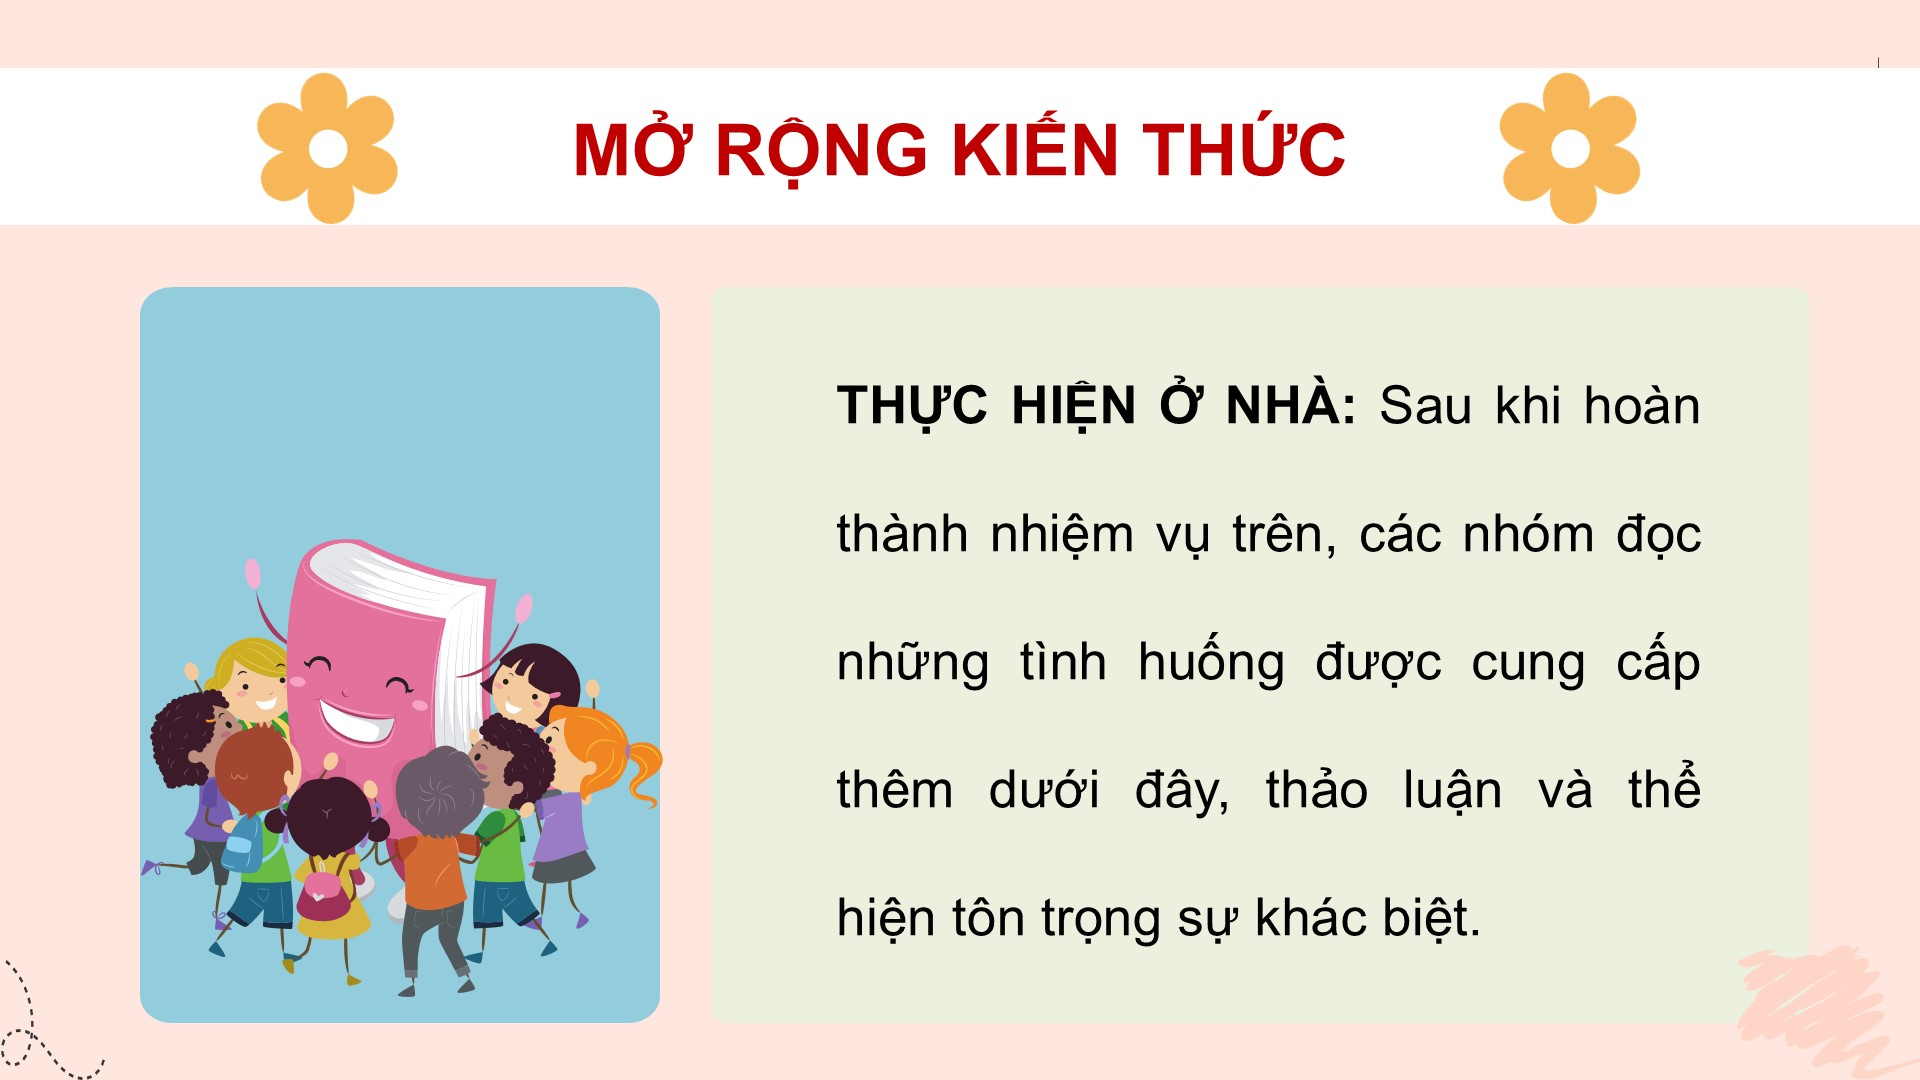 MỞ RỘNG KIẾN THỨC
THỰC HIỆN Ở NHÀ: Sau khi hoàn
thành nhiệm vụ trên, các nhóm đọc
những tình huống được cung cấp
thêm dưới đây, thảo luận và thể
hiện tôn trọng sự khác biệt.